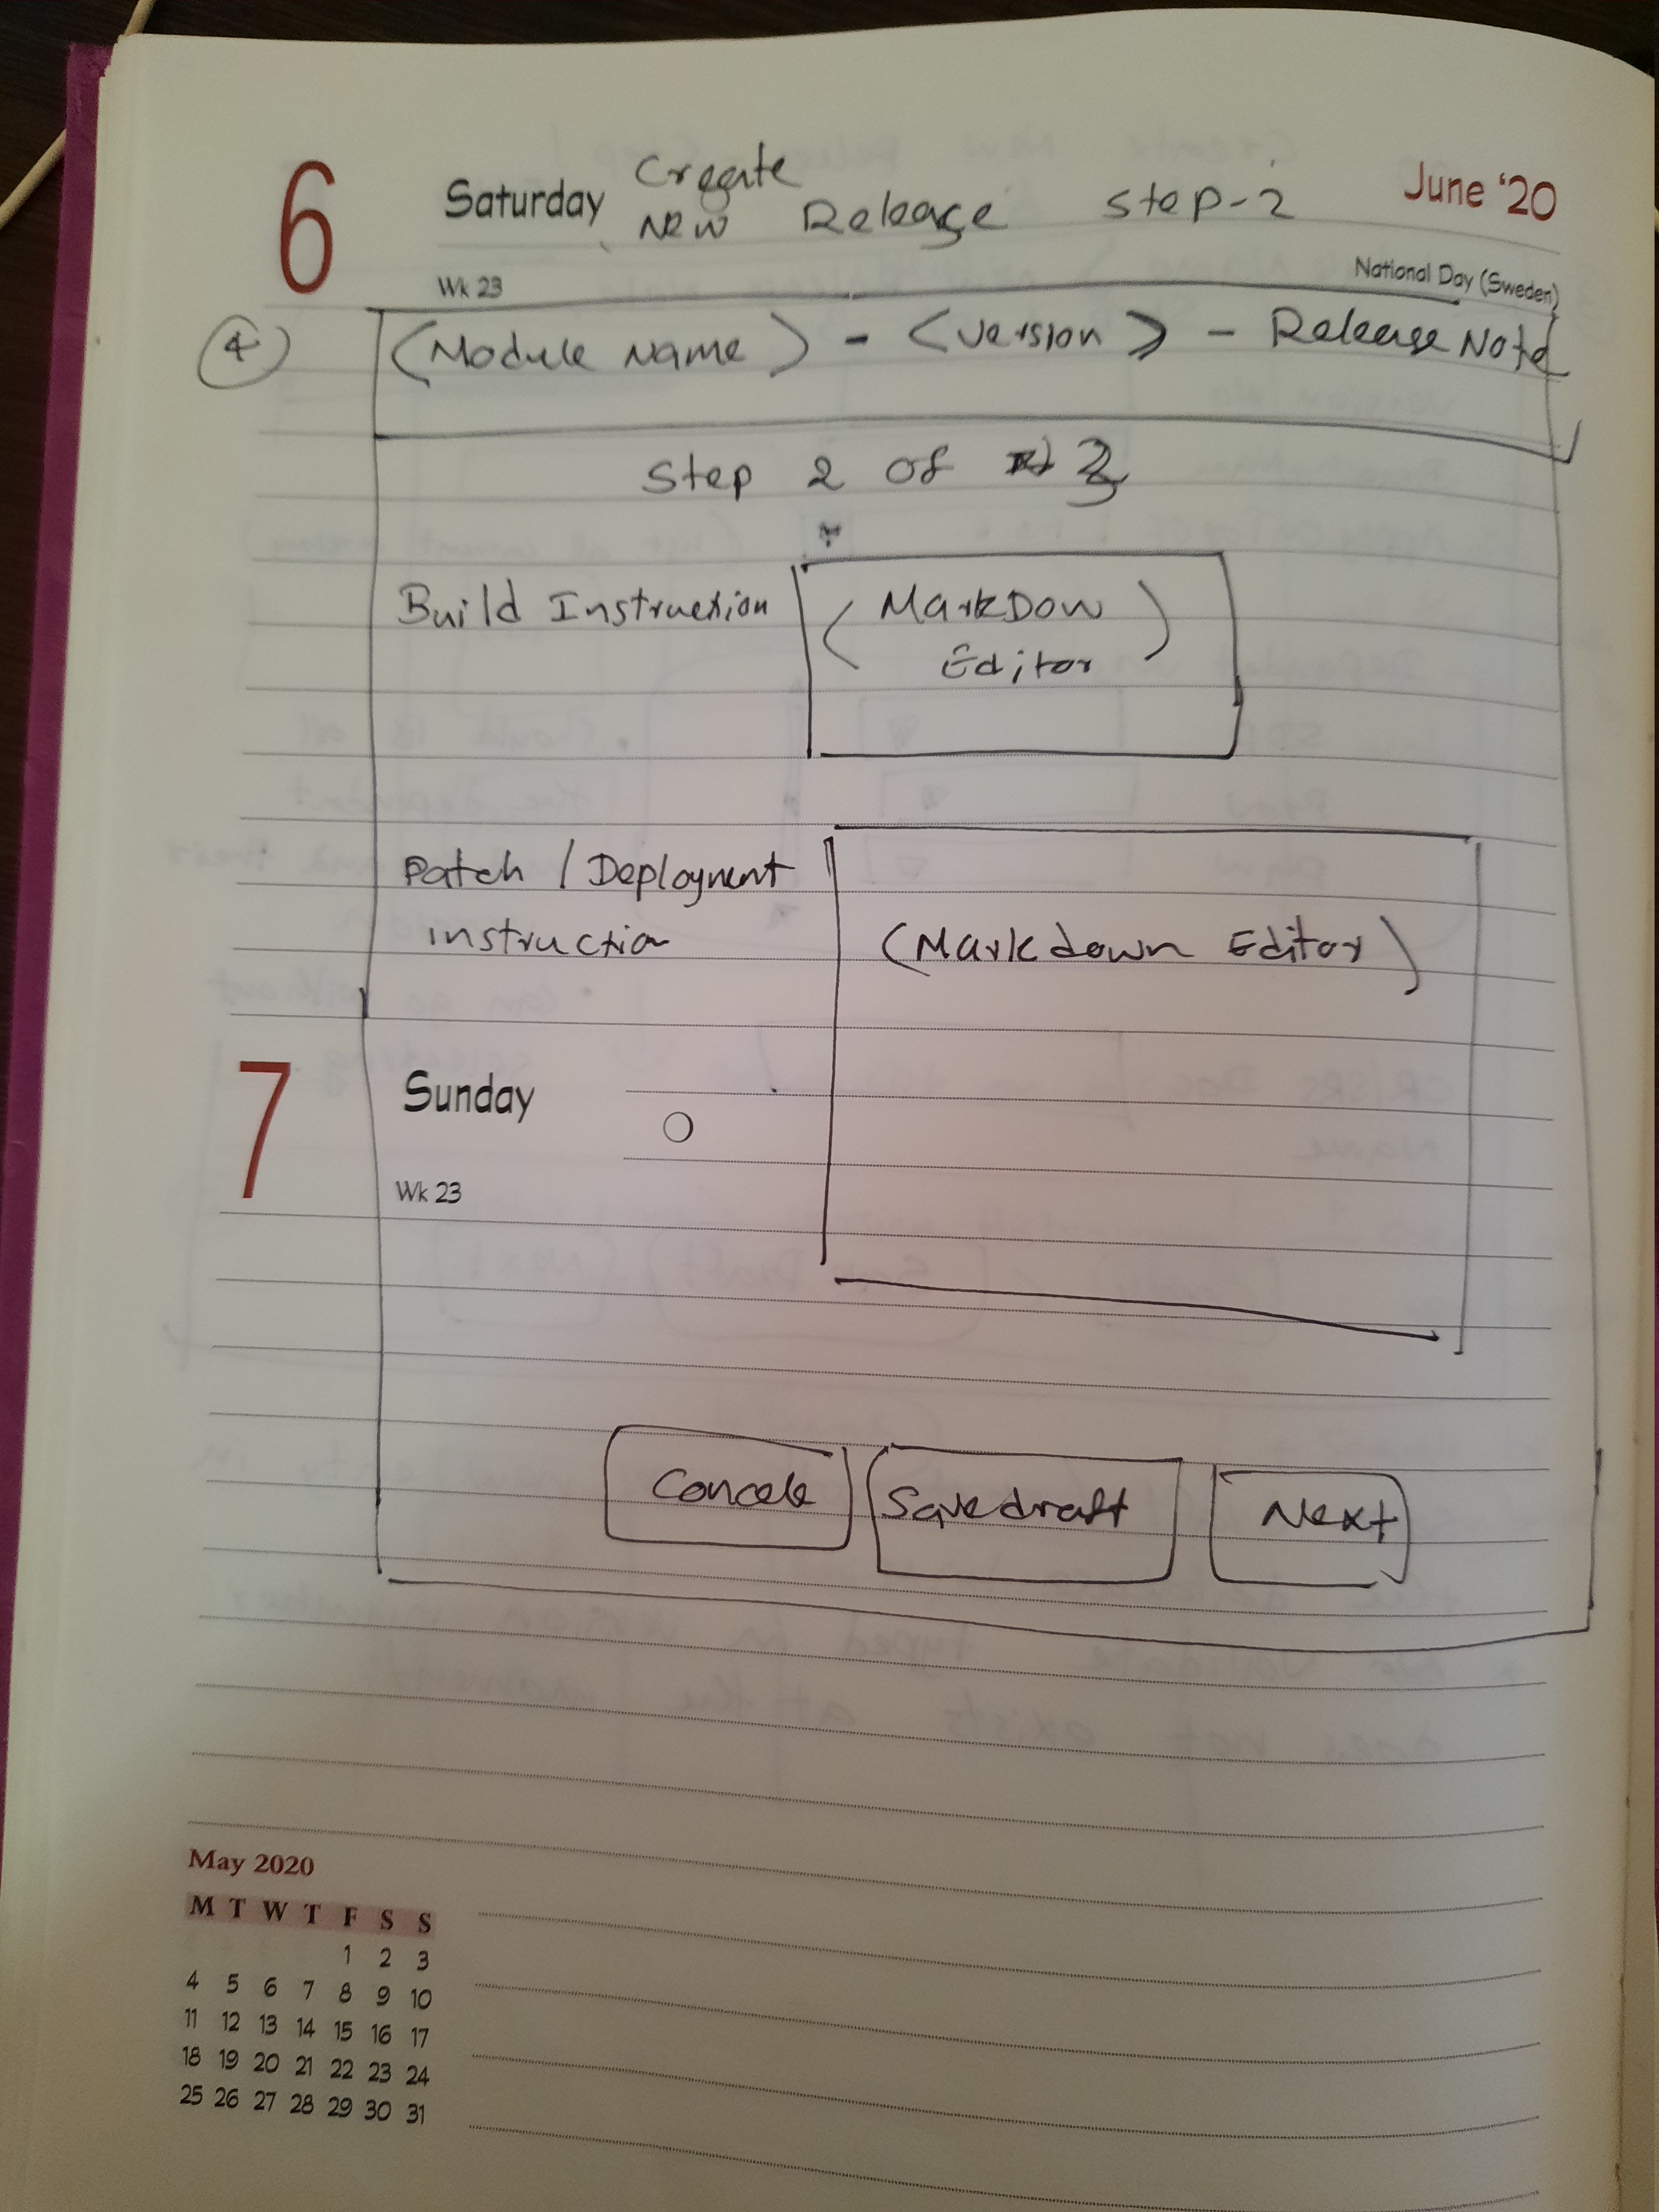 6 Saturday Create June '20
New Release Step-2
Wk 23 National Day (Sweden)
4 (Module Name) - <Version> - Release Note
Step 2 of 3
Build Instruction (MarkDow
Editor)
Patch / Deployment
instruction (Markdown Editor)
7 Sunday
Wk 23
Cancele Save draft Next
May 2020
M T W T F S S
1 2 3
4 5 6 7 8 9 10
11 12 13 14 15 16 17
18 19 20 21 22 23 24
25 26 27 28 29 30 31